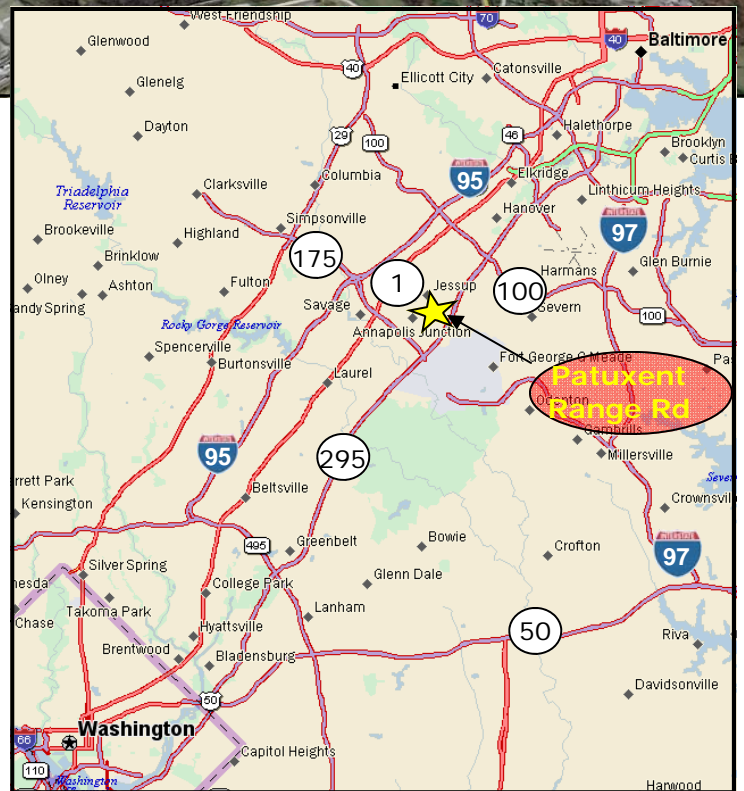 West Friendship
70
40
Baltimore
Glenwood
40
Ellicott City
Catonsville
Glenelg
Dayton
29
100
46
Halethorpe
Brooklyn
Curtis
95
Elkridge
Columbia
Linthicum Heights
Triadelphia
Reservoir
Clarksville
Hanover
97
Simpsonville
Brookeville
Highland
175
Brinklow
Harmans
Glen Burnie
1
Jessup
100
Olney
Ashton
Fulton
Savage
Severn
100
andy Spring
Rocky Gorge Reservoir
Annapolis Junction
Spencerville
Burtonsville
Fort George G Meade
Laurel
Patuxent
Range Rd
Odenton
Gambrills
Millersville
95
295
rrett Park
Kensington
Beltsville
Crownsvil
495
Greenbelt
Bowie
Crofton
97
Silver Spring
nesda
Glenn Dale
College Park
Takoma Park
Lanham
Chase
Hyattsville
50
Riva
Brentwood
Bladensburg
Davidsonville
50
Washington
66
Capitol Heights
110
Washington
Harwood